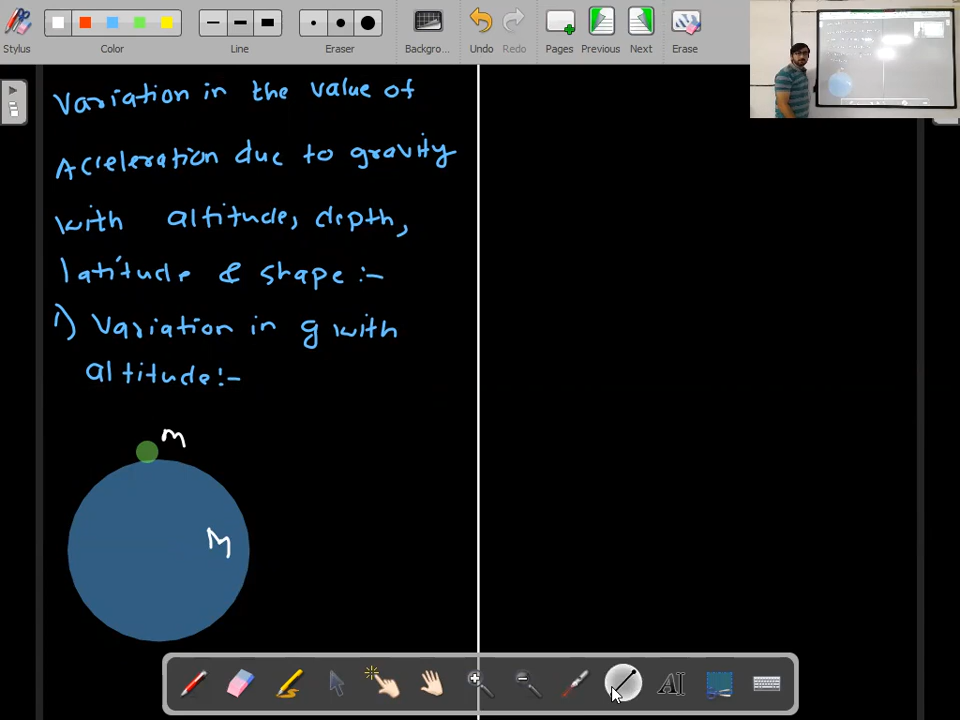 Stylus
Color
Line
Eraser
Backgro...
Undo
Redo
Pages
Previous
Next
Erase
Variation in the value of
Acceleration due to gravity
with altitude, depth,
latitude & shape :-
1) Variation in g with
altitude :-
m
M
AI